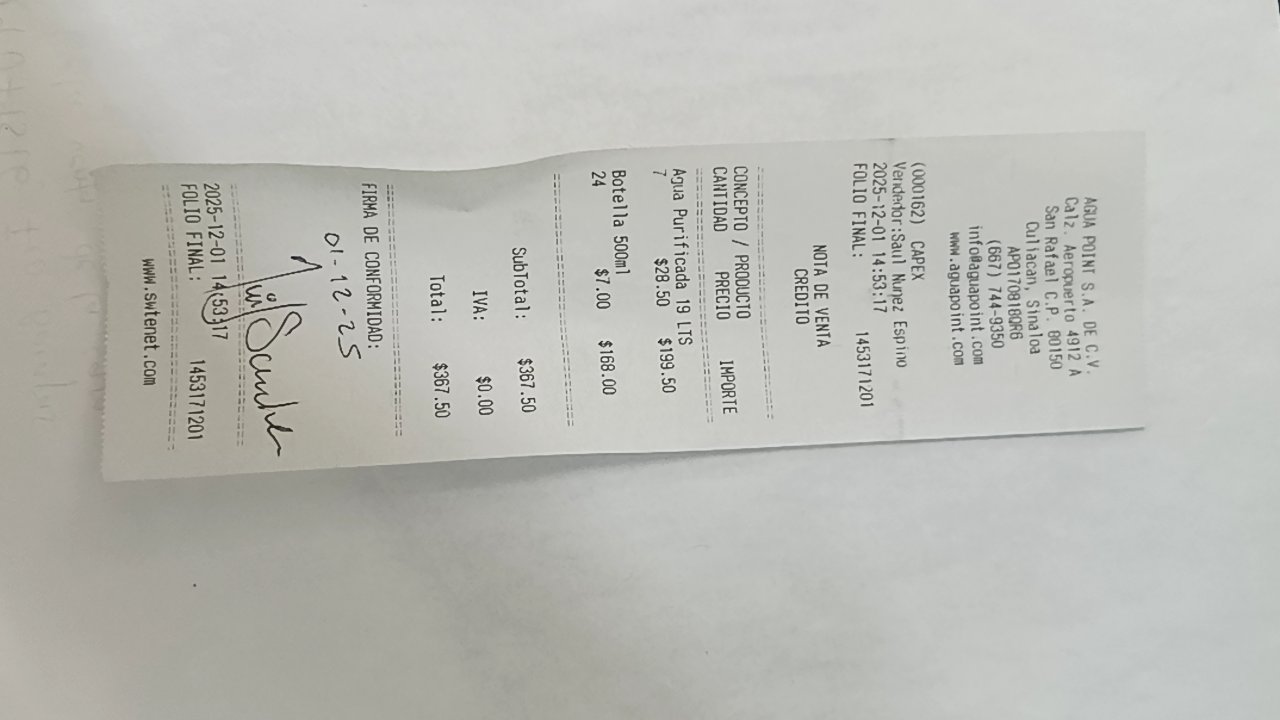 AGUA POINT S.A. DE C.V.
Calz. Aeropuerto 4912 A
San Rafael C.P. 80150
Culiacan, Sinaloa
APO170818QR6
(667) 744-9350
info@aguapoint.com
www.aguapoint.com
(000162) CAPEX
Vendedor:Saul Nunez Espino
2025-12-01 14:53:17
FOLIO FINAL: 1453171201
NOTA DE VENTA
CREDITO
CONCEPTO / PRODUCTO
CANTIDAD PRECIO IMPORTE
Agua Purificada 19 LTS
7 $28.50 $199.50
Botella 500ml
24 $7.00 $168.00
SubTotal: $367.50
IVA: $0.00
Total: $367.50
FIRMA DE CONFORMIDAD:
01-12-25
2025-12-01 14:53:17
FOLIO FINAL: 1453171201
www.swtenet.com